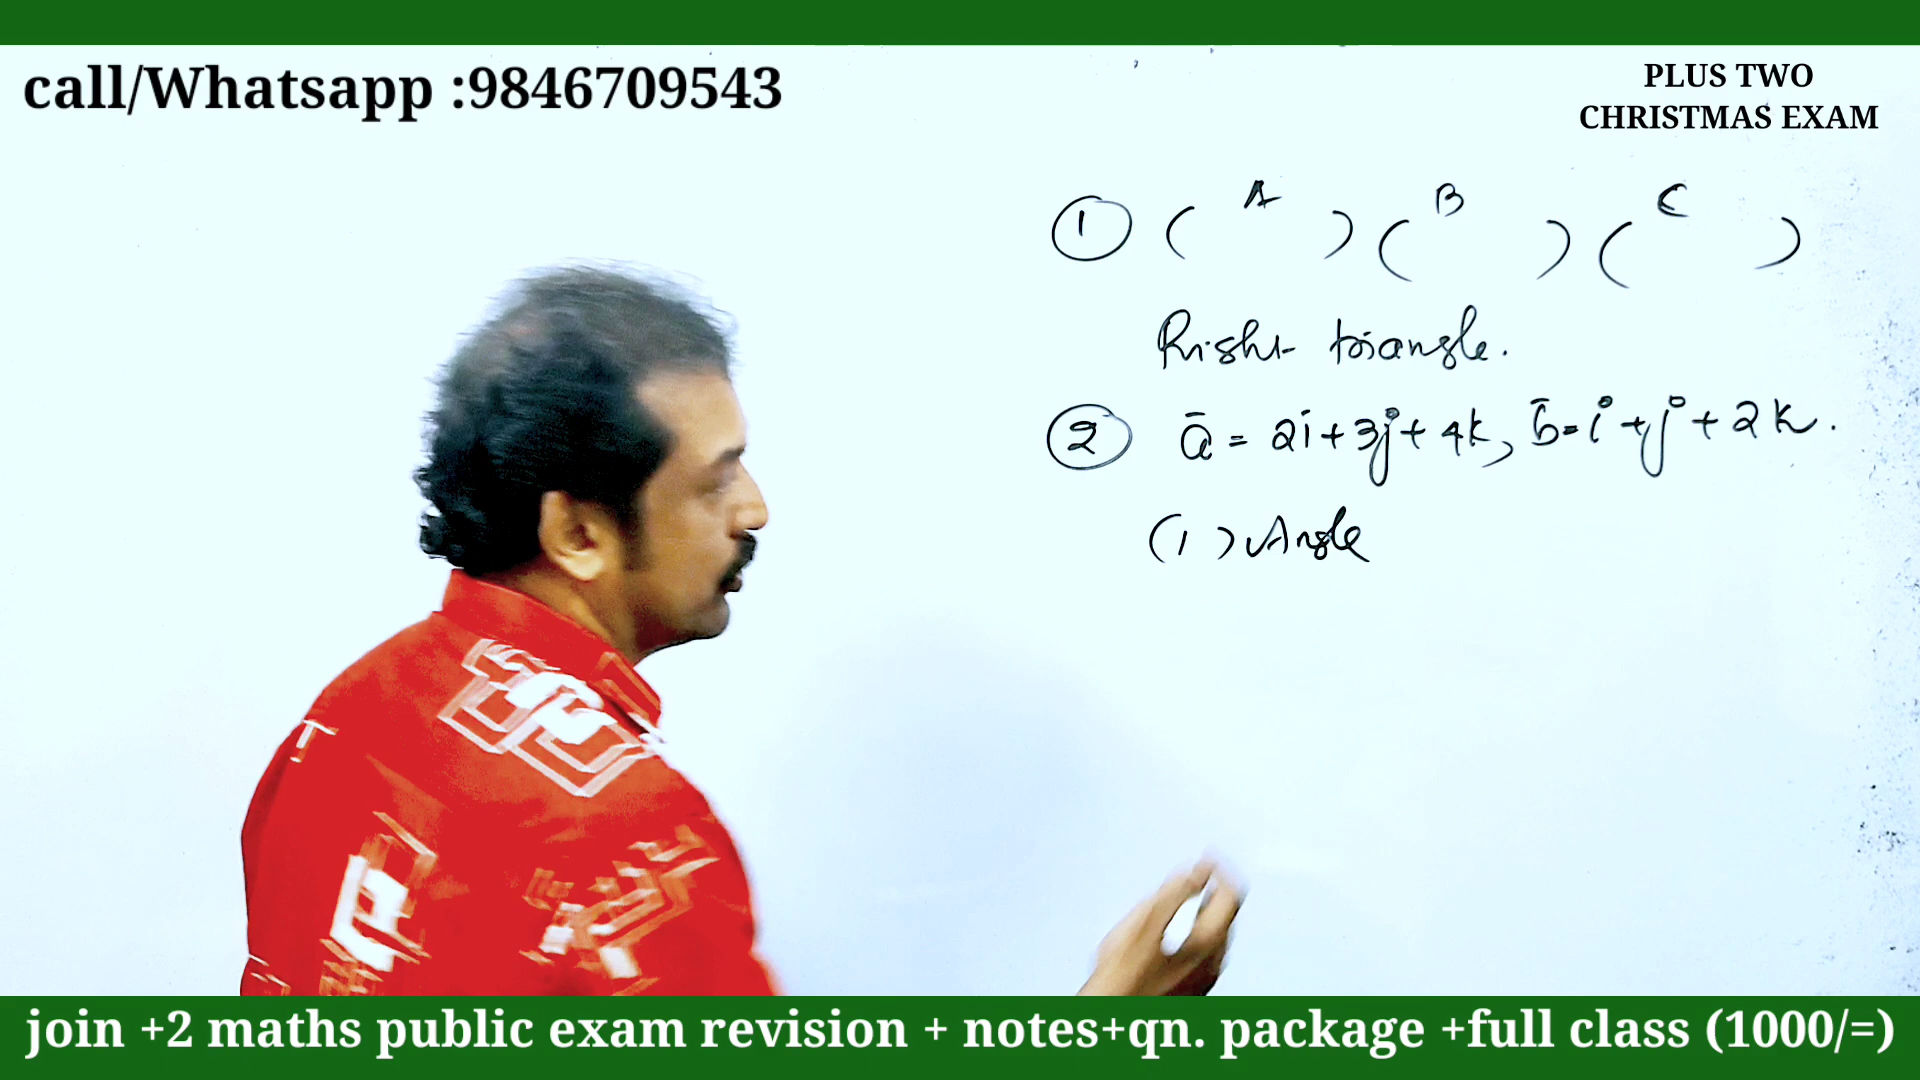 call/Whatsapp :9846709543
PLUS TWO
CHRISTMAS EXAM
① ( A ) ( B ) ( C )
Right triangle.
② a̅ = 2i + 3j + 4k, b̅ = i + j + 2k.
(1) Angle
join +2 maths public exam revision + notes+qn. package +full class (1000/=)